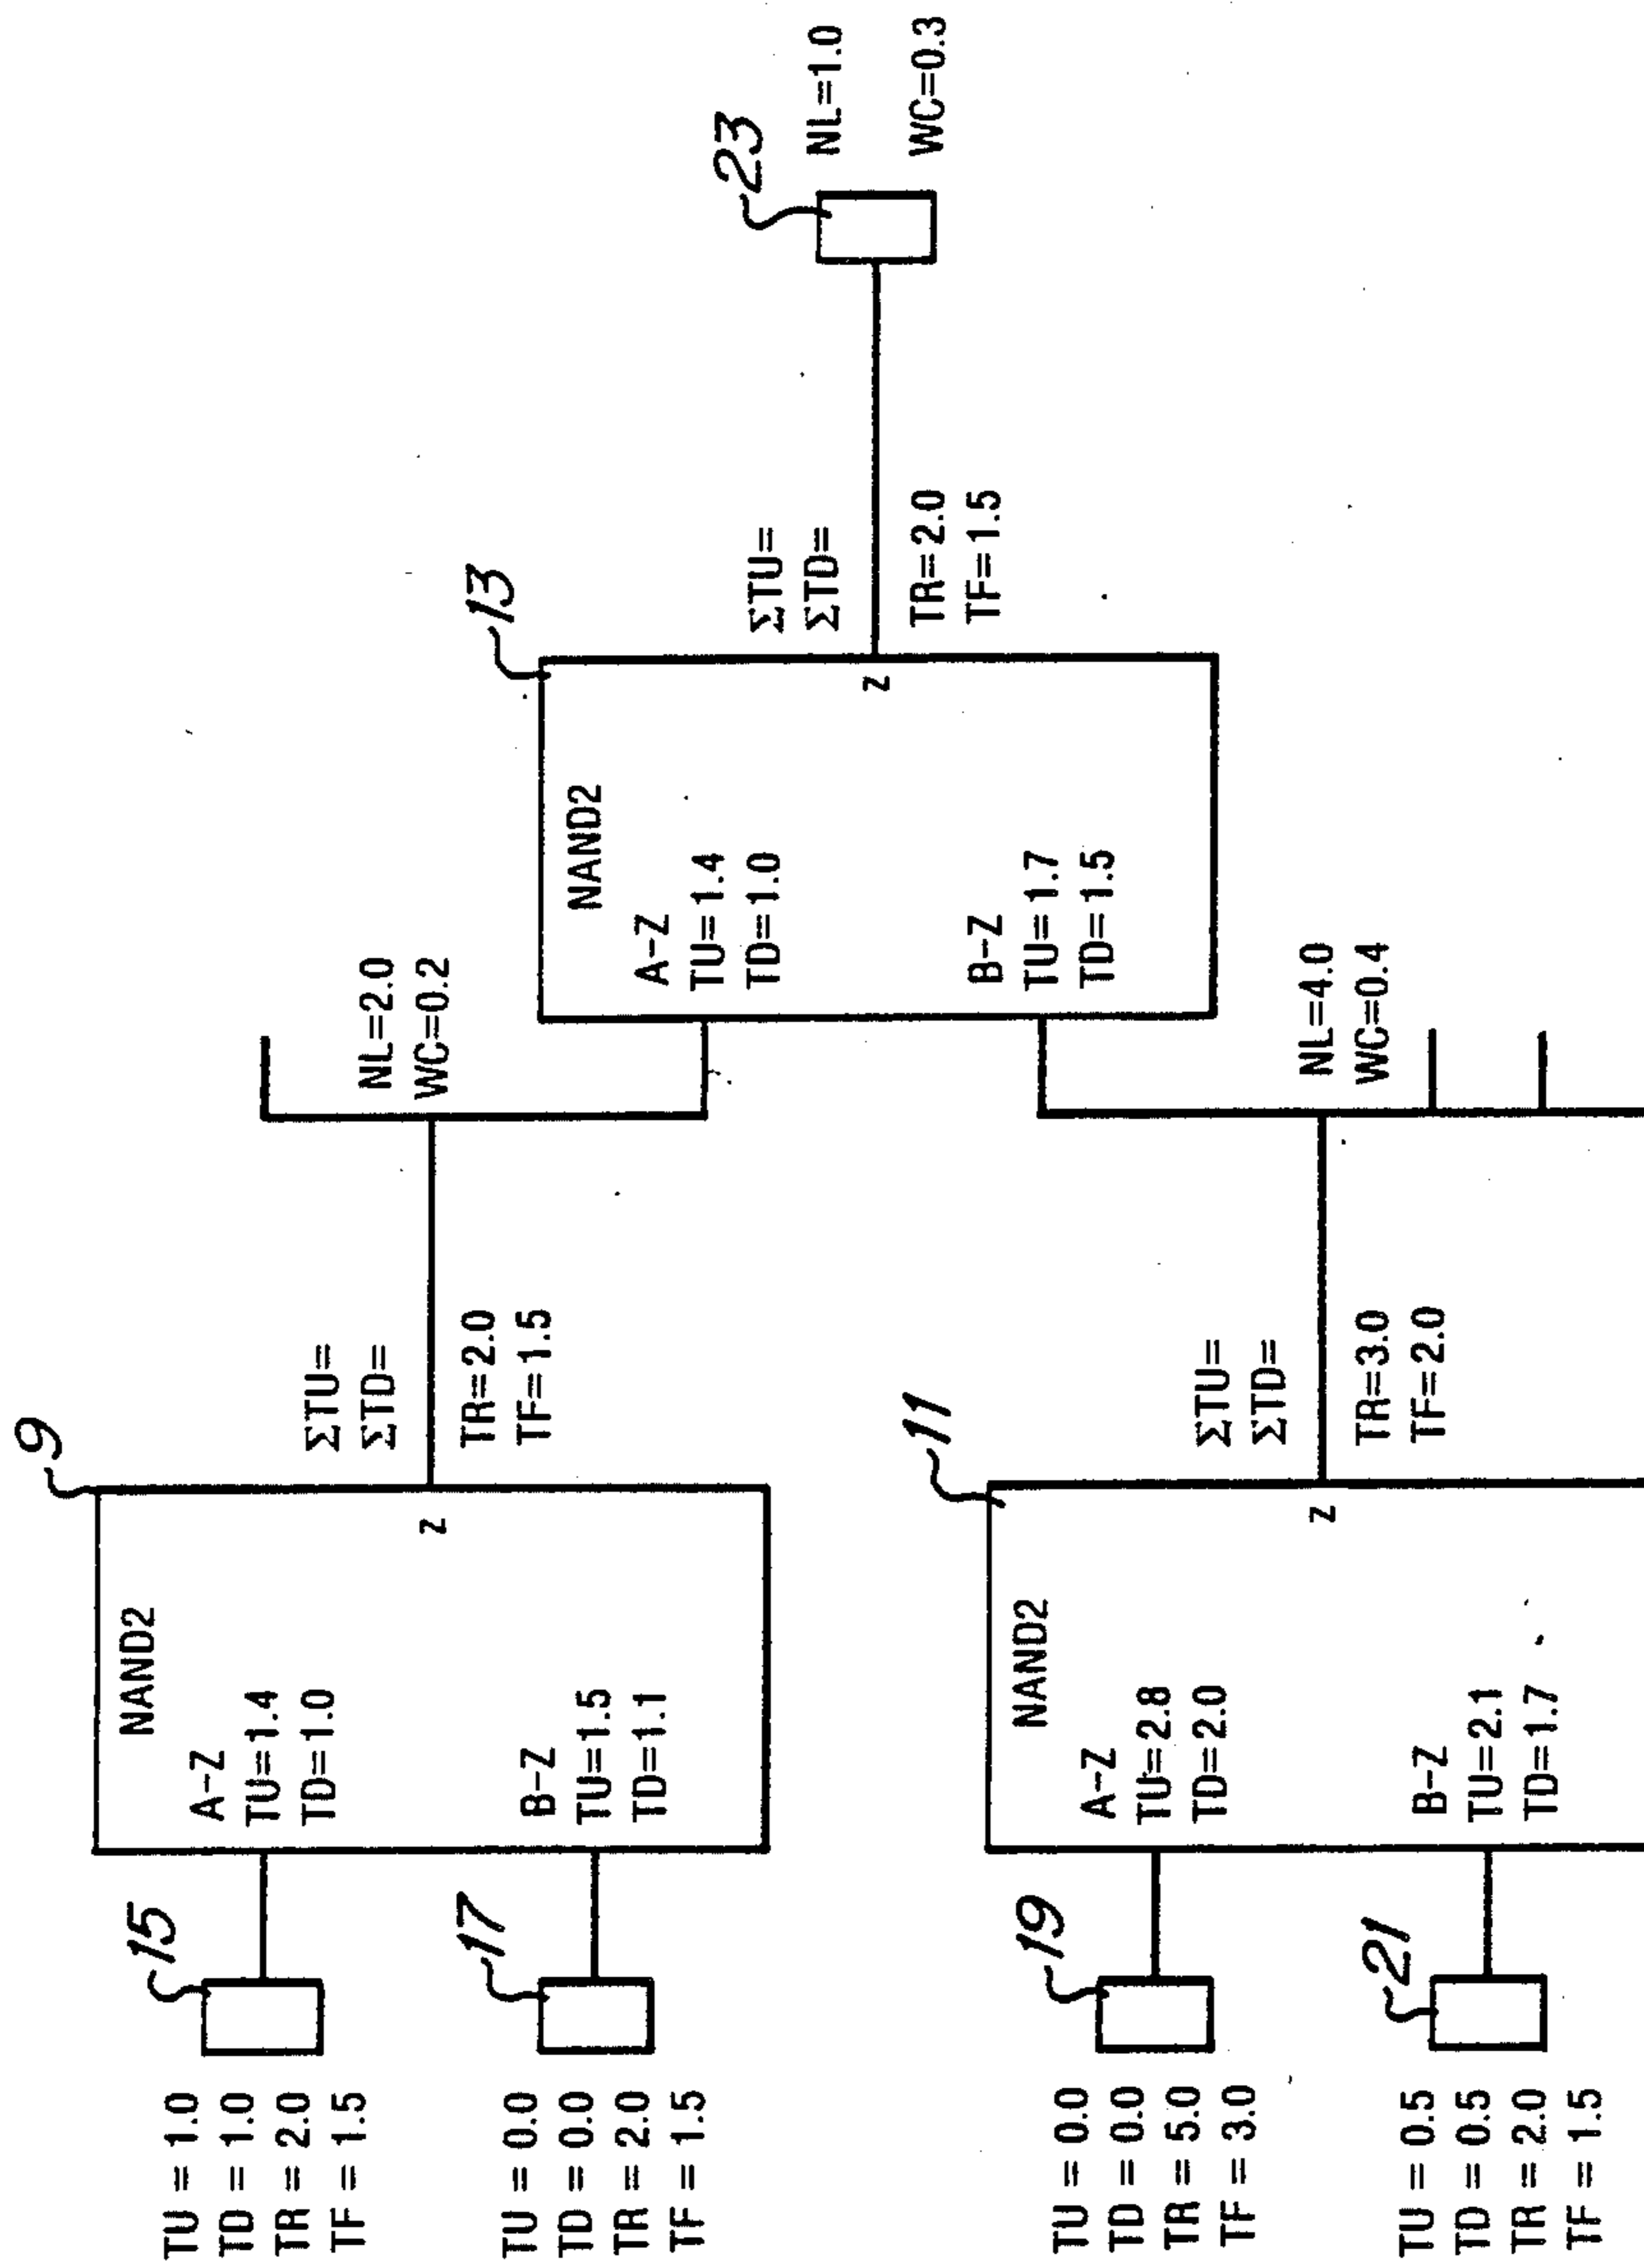 9
NAND2
A-Z
TU=1.4
TD=1.0
B-Z
TU=1.5
TD=1.1
Z
15
TU = 1.0
TD = 1.0
TR = 2.0
TF = 1.5
17
TU = 0.0
TD = 0.0
TR = 2.0
TF = 1.5
ΣTU=
ΣTD=
TR=2.0
TF=1.5
NL=2.0
WC=0.2
11
NAND2
A-Z
TU=2.8
TD=2.0
B-Z
TU=2.1
TD=1.7
Z
19
TU = 0.0
TD = 0.0
TR = 5.0
TF = 3.0
21
TU = 0.5
TD = 0.5
TR = 2.0
TF = 1.5
ΣTU=
ΣTD=
TR=3.0
TF=2.0
NL=4.0
WC=0.4
13
NAND2
A-Z
TU=1.4
TD=1.0
B-Z
TU=1.7
TD=1.5
Z
ΣTU=
ΣTD=
TR=2.0
TF=1.5
23
NL=1.0
WC=0.3